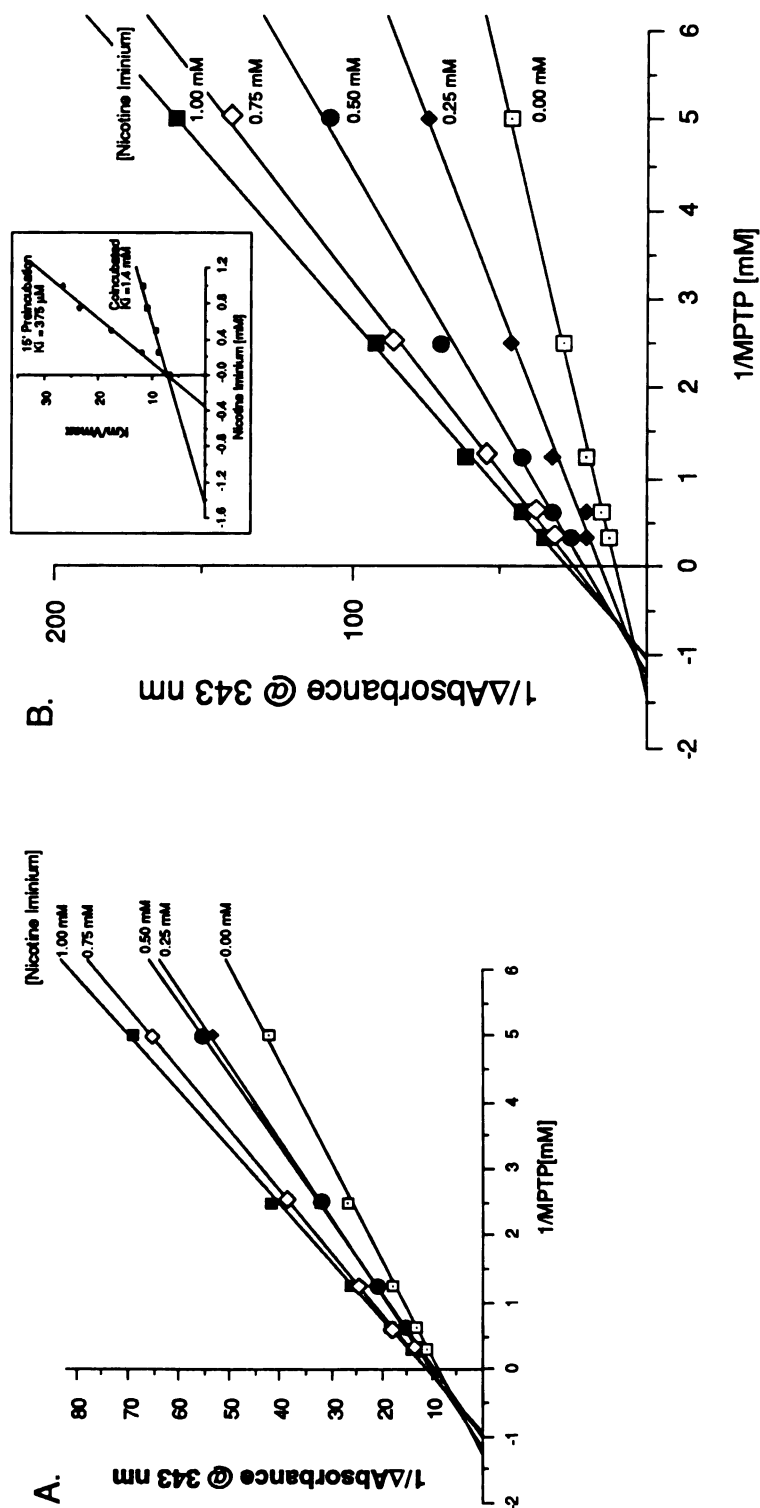 A.
1/ΔAbsorbance @ 343 nm
80
70
60
50
40
30
20
10
-2
-1
0
1
2
3
4
5
6
1/MPTP[mM]
[Nicotine Iminium]
1.00 mM
0.75 mM
0.50 mM
0.25 mM
0.00 mM
B.
1/ΔAbsorbance @ 343 nm
200
100
-2
-1
0
1
2
3
4
5
6
1/MPTP [mM]
[Nicotine Iminium]
1.00 mM
0.75 mM
0.50 mM
0.25 mM
0.00 mM
Km/Vmax
30
20
10
-1.6
-1.2
-0.8
-0.4
-0.0
0.4
0.8
1.2
Nicotine Iminium [mM]
15' Preincubation
Ki = 375 μM
Coincubated
Ki = 1.4 mM